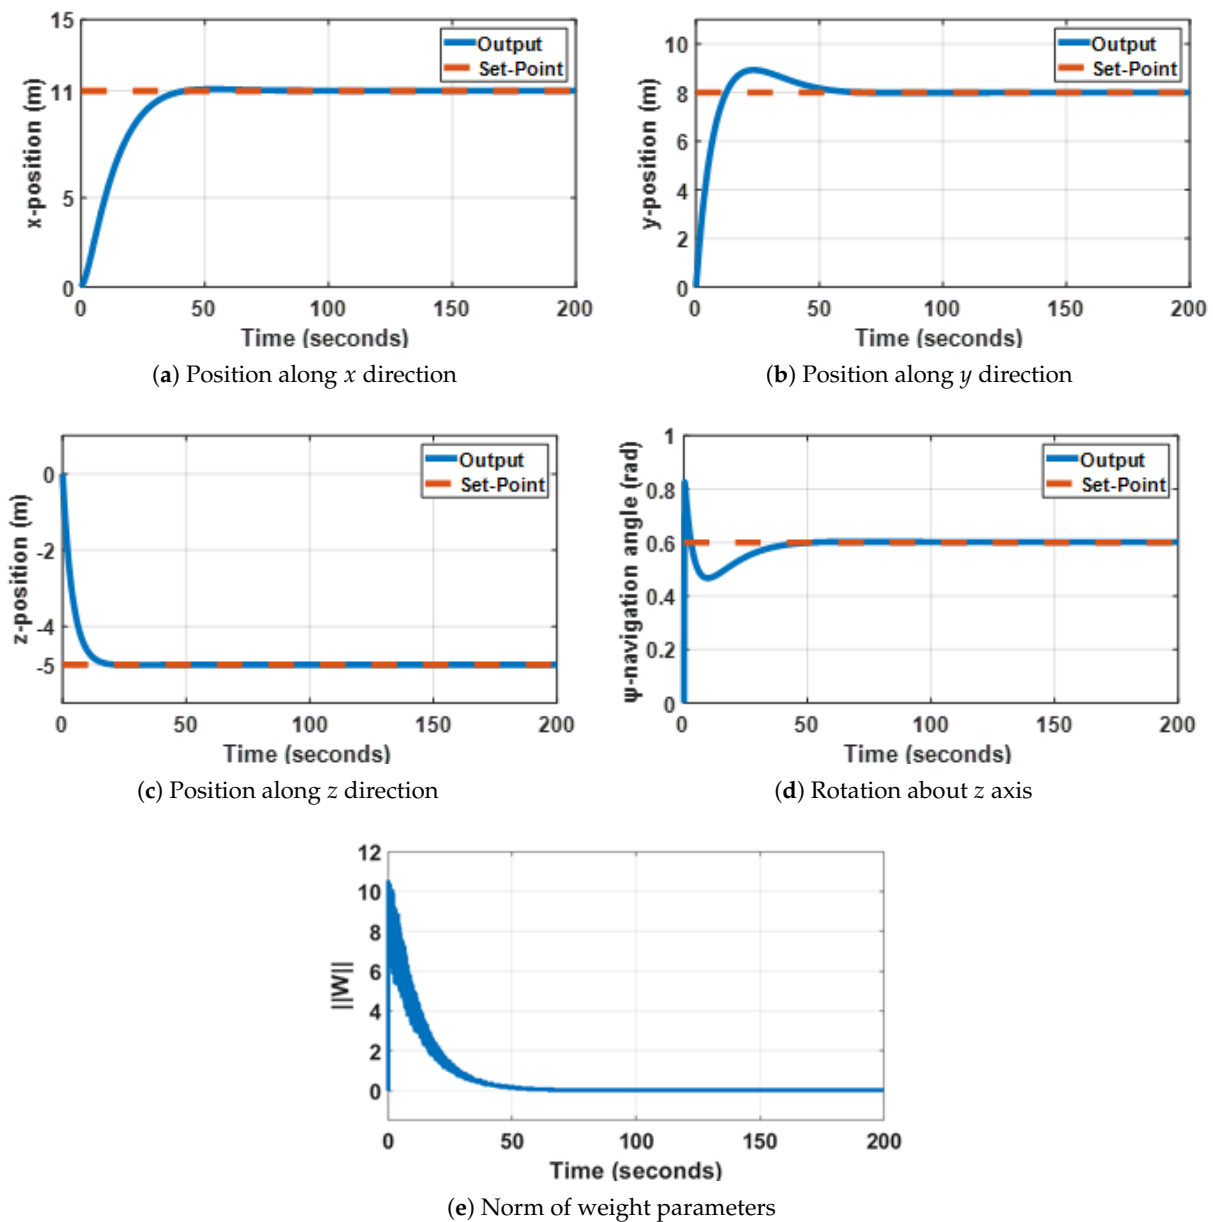 15
11
5
0
x-position (m)
Output
Set-Point
0 50 100 150 200
Time (seconds)
(a) Position along x direction
10
8
6
4
2
0
y-position (m)
Output
Set-Point
0 50 100 150 200
Time (seconds)
(b) Position along y direction
0
-2
-4
-5
z-position (m)
Output
Set-Point
0 50 100 150 200
Time (seconds)
(c) Position along z direction
1
0.8
0.6
0.4
0.2
0
ψ-navigation angle (rad)
Output
Set-Point
0 50 100 150 200
Time (seconds)
(d) Rotation about z axis
12
10
8
6
4
2
0
||W||
0 50 100 150 200
Time (seconds)
(e) Norm of weight parameters